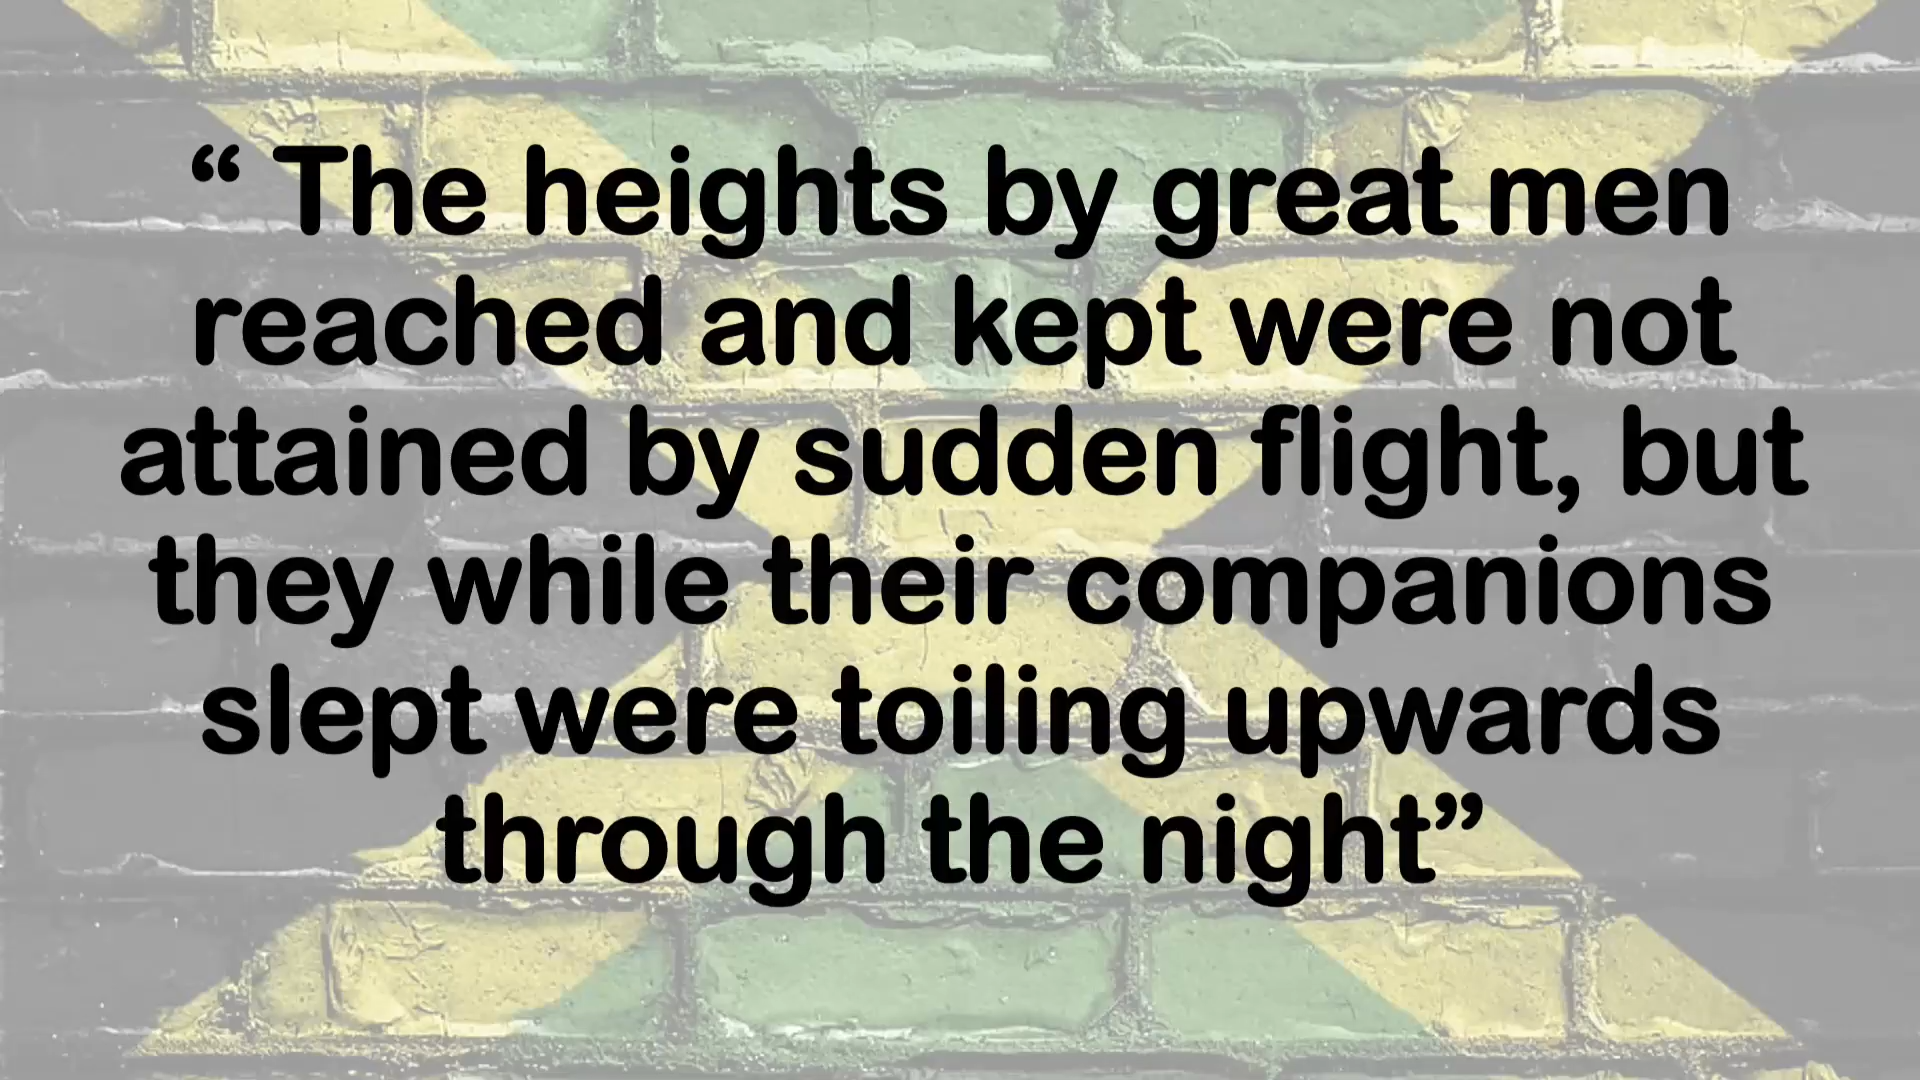 “ The heights by great men
reached and kept were not
attained by sudden flight, but
they while their companions
slept were toiling upwards
through the night”